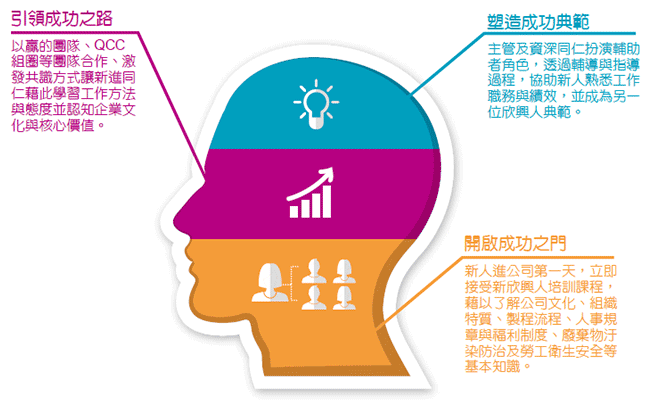 引領成功之路
以贏的團隊、QCC
組圈等團隊合作、激
發共識方式讓新進同
仁藉此學習工作方法
與態度並認知企業文
化與核心價值。
塑造成功典範
主管及資深同仁扮演輔助
者角色，透過輔導與指導
過程，協助新人熟悉工作
職務與績效，並成為另一
位欣興人典範。
開啟成功之門
新人進公司第一天，立即
接受新欣興人培訓課程，
藉以了解公司文化、組織
特質、製程流程、人事規
章與福利制度、廢棄物汙
染防治及勞工衛生安全等
基本知識。